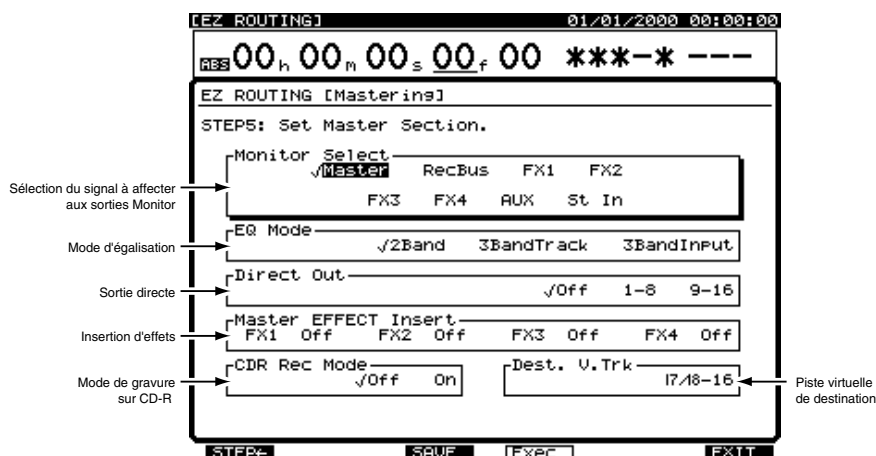 [EZ ROUTING] 01/01/2000 00:00:00
ABS 00 h 00 m 00 s 00 f 00 ***-* ---
EZ ROUTING [Mastering]
STEP5: Set Master Section.
Monitor Select
√Master RecBus FX1 FX2
FX3 FX4 AUX St In
Sélection du signal à affecter
aux sorties Monitor
EQ Mode
√2Band 3BandTrack 3BandInput
Mode d'égalisation
Direct Out
√Off 1-8 9-16
Sortie directe
Master EFFECT Insert
FX1 Off FX2 Off FX3 Off FX4 Off
Insertion d'effets
CDR Rec Mode
√Off On
Mode de gravure
sur CD-R
Dest. V.Trk
17/18-16
Piste virtuelle
de destination
STEP← SAVE Exec EXIT